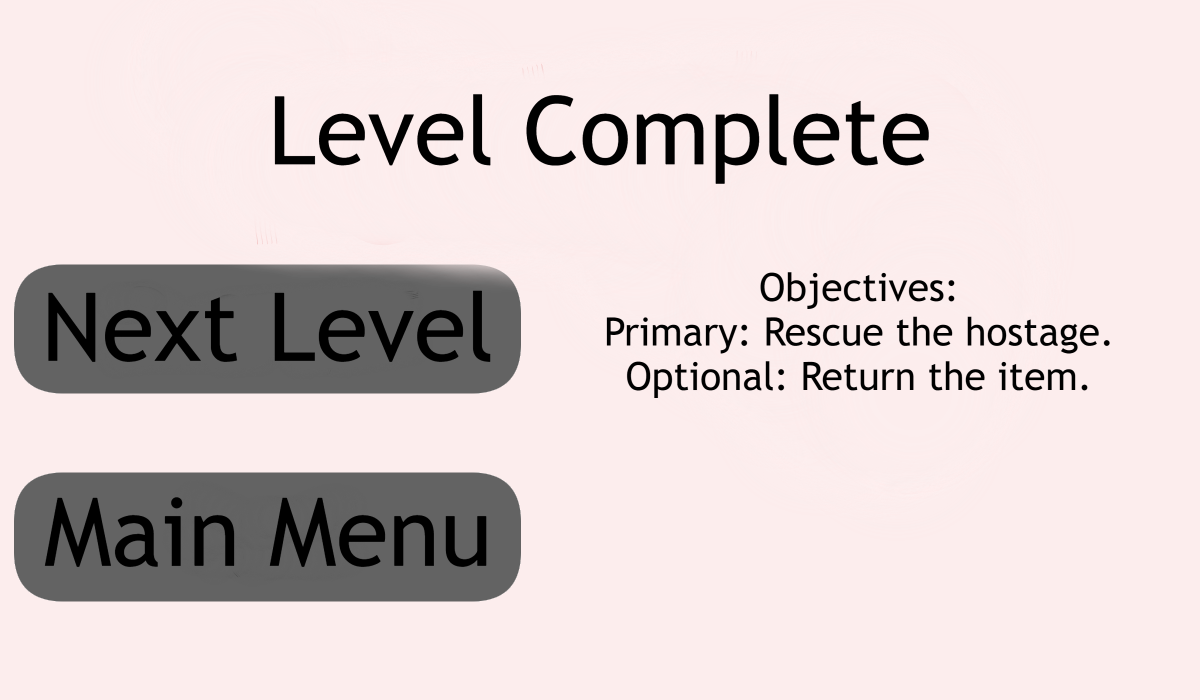 Level Complete
Next Level
Objectives:
Primary: Rescue the hostage.
Optional: Return the item.
Main Menu